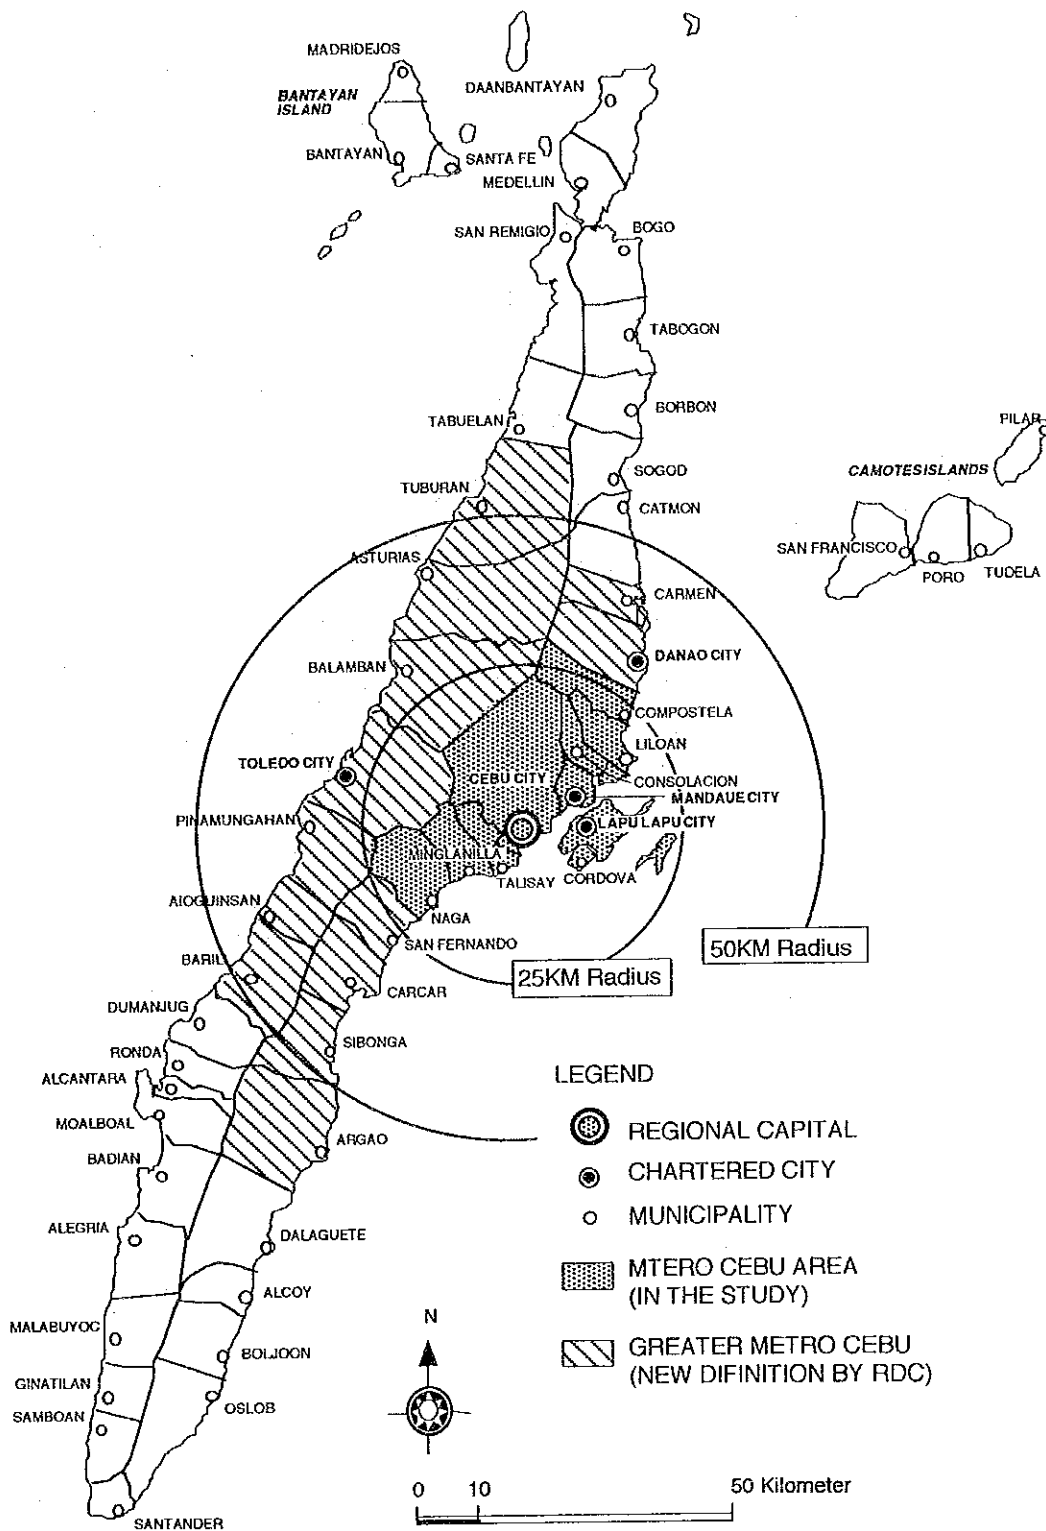 MADRIDEJOS
DAANBANTAYAN
BANTAYAN
ISLAND
BANTAYAN
SANTA FE
MEDELLIN
SAN REMIGIO
BOGO
TABOGON
BORBON
TABUELAN
PILAR
SOGOD
CAMOTESISLANDS
TUBURAN
CATMON
ASTURIAS
SAN FRANCISCO
PORO
TUDELA
CARMEN
BALAMBAN
DANAO CITY
COMPOSTELA
LILOAN
TOLEDO CITY
CEBU CITY
CONSOLACION
MANDAUE CITY
PINAMUNGAHAN
LAPU LAPU CITY
MINGLANILLA
TALISAY
CORDOVA
AIOGUINSAN
NAGA
SAN FERNANDO
50KM Radius
BARIL
25KM Radius
CARCAR
DUMANJUG
SIBONGA
RONDA
ALCANTARA
MOALBOAL
ARGAO
BADIAN
ALEGRIA
DALAGUETE
ALCOY
MALABUYOC
BOLJOON
GINATILAN
OSLOB
SAMBOAN
SANTANDER
LEGEND
REGIONAL CAPITAL
CHARTERED CITY
MUNICIPALITY
MTERO CEBU AREA
(IN THE STUDY)
GREATER METRO CEBU
(NEW DIFINITION BY RDC)
N
0 10 50 Kilometer